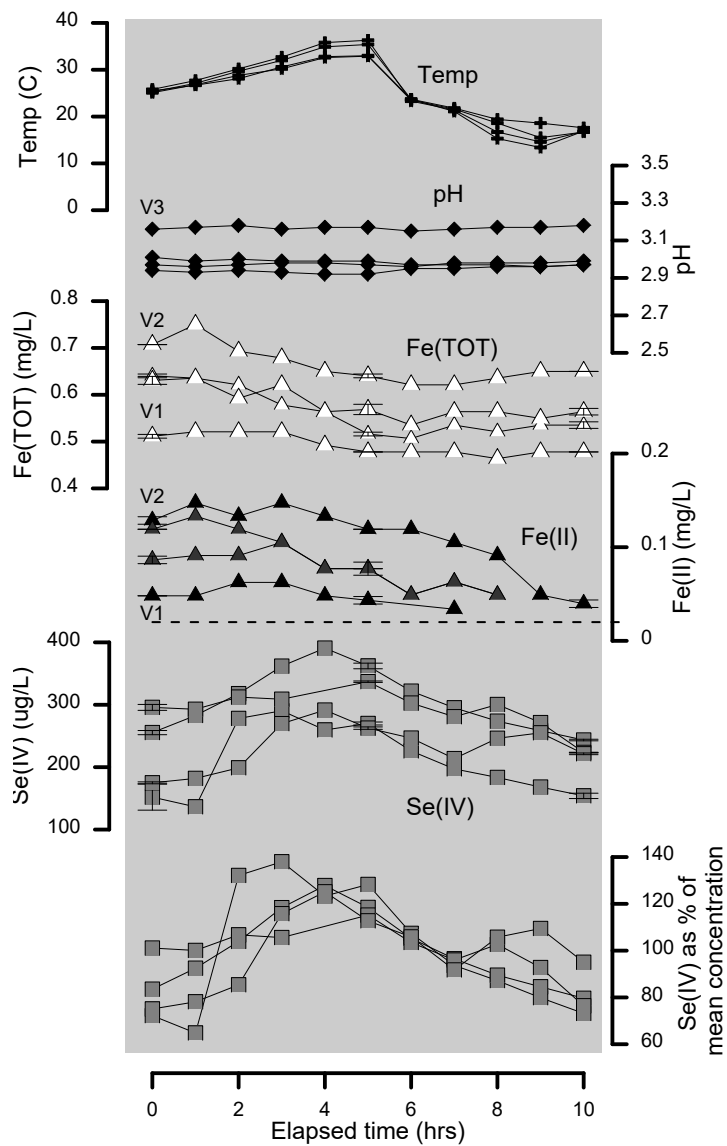 40
30
Temp (C)
Temp
20
10
0
3.5
3.3
pH
V3
3.1
pH
2.9
0.8
2.7
V2
0.7
Fe(TOT) (mg/L)
Fe(TOT)
2.5
0.6
V1
0.5
0.2
0.4
V2
Fe(II)
0.1
Fe(II) (mg/L)
V1
0
400
Se(IV) (ug/L)
300
200
Se(IV)
100
140
120
Se(IV) as % of
mean concentration
100
80
60
0 2 4 6 8 10
Elapsed time (hrs)